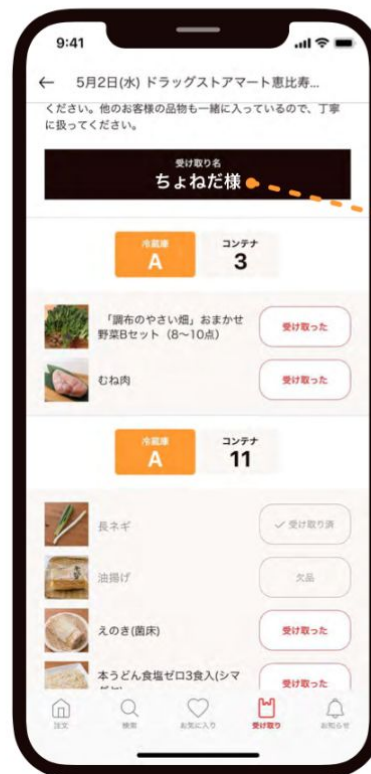 9:41
← 5月2日(水) ドラッグストアマート恵比寿...
ください。他のお客様の品物も一緒に入っているので、丁寧
に扱ってください。
受け取り名
ちょねだ様
冷蔵庫
A
コンテナ
3
「調布のやさい畑」おまかせ
野菜Bセット（8〜10点）
受け取った
むね肉
受け取った
冷蔵庫
A
コンテナ
11
長ネギ
✓ 受け取り済
油揚げ
欠品
えのき(菌床)
受け取った
本うどん食塩ゼロ3食入(シマ
受け取った
注文
検索
お気に入り
受け取り
お知らせ